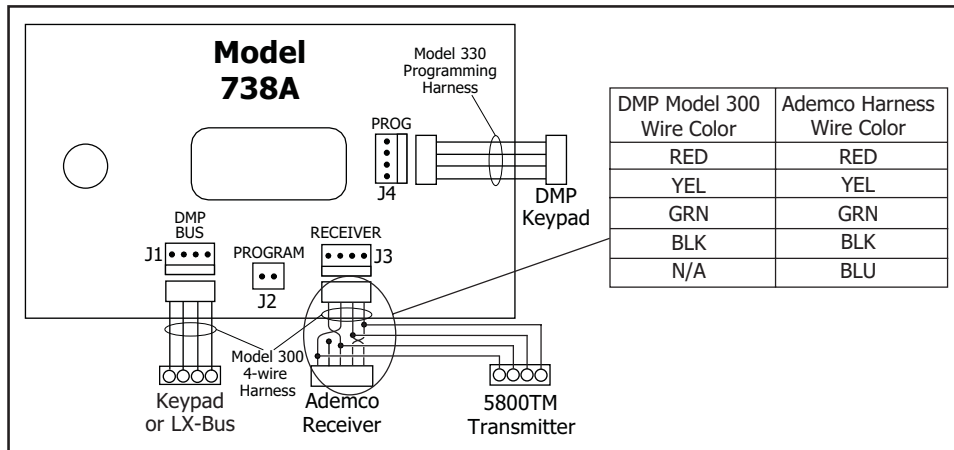 Model
738A
Model 330
Programming
Harness
PROG
J4
DMP
Keypad
DMP
BUS
J1
PROGRAM
J2
RECEIVER
J3
Model 300
4-wire
Harness
Keypad
or LX-Bus
Ademco
Receiver
5800TM
Transmitter
DMP Model 300 Ademco Harness
Wire Color Wire Color
RED RED
YEL YEL
GRN GRN
BLK BLK
N/A BLU